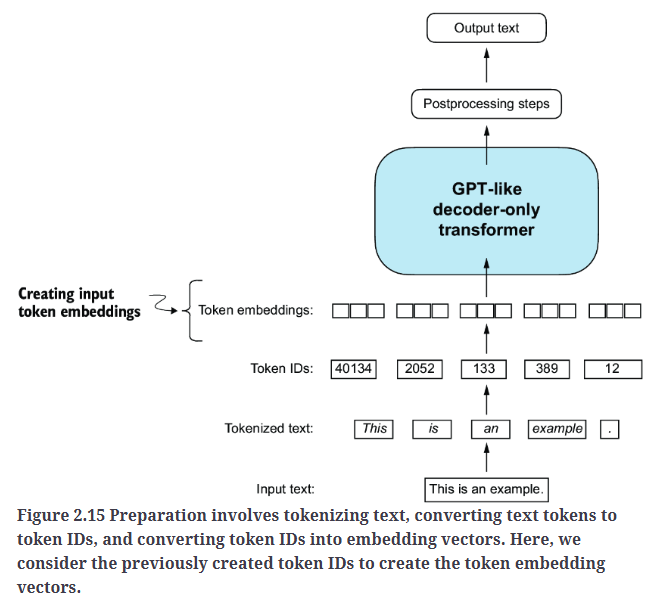 Output text
Postprocessing steps
GPT-like
decoder-only
transformer
Creating input
token embeddings
Token embeddings:
Token IDs: 40134 2052 133 389 12
Tokenized text: This is an example .
Input text: This is an example.
Figure 2.15 Preparation involves tokenizing text, converting text tokens to
token IDs, and converting token IDs into embedding vectors. Here, we
consider the previously created token IDs to create the token embedding
vectors.